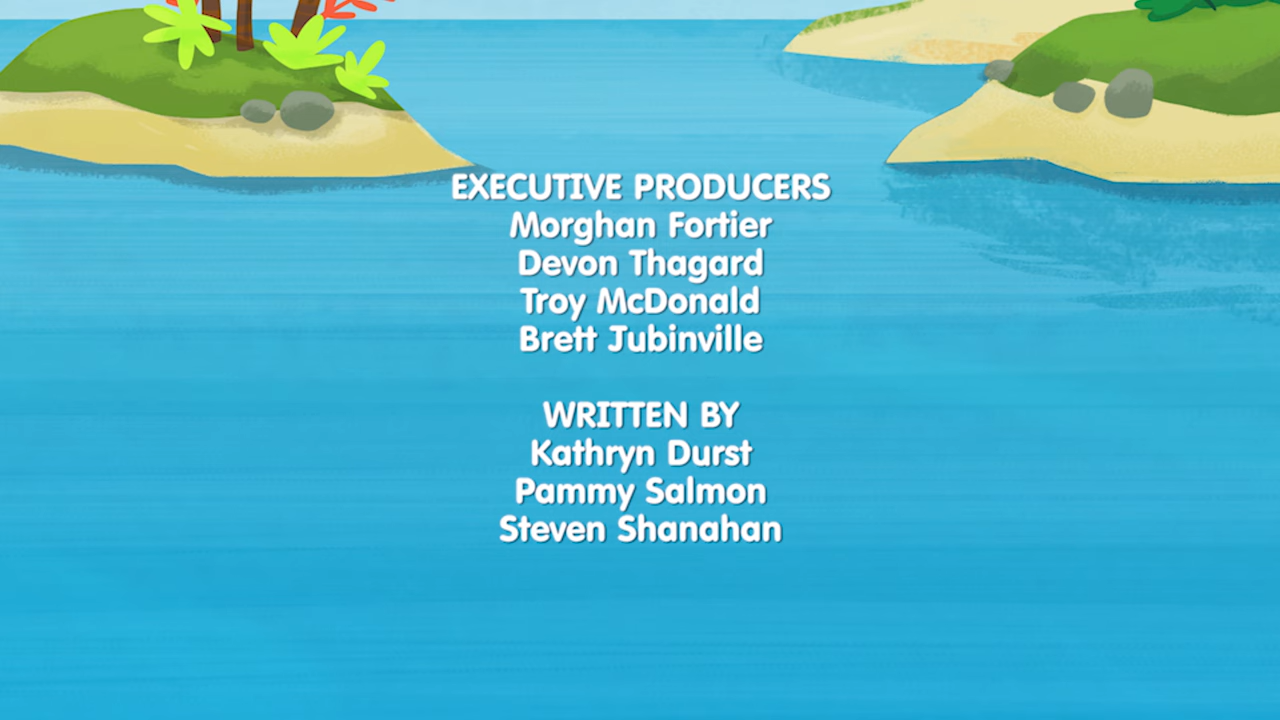 EXECUTIVE PRODUCERS
Morghan Fortier
Devon Thagard
Troy McDonald
Brett Jubinville
WRITTEN BY
Kathryn Durst
Pammy Salmon
Steven Shanahan